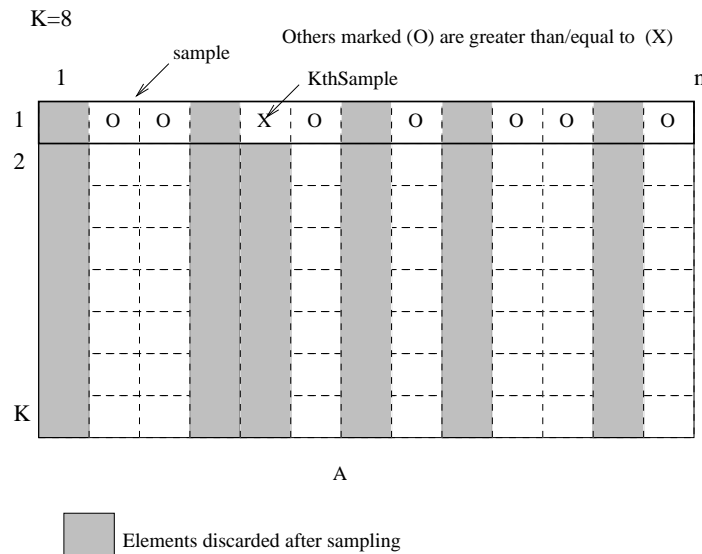 K=8
Others marked (O) are greater than/equal to (X)
sample
1 KthSample n
1 O O X O O O O O
2
K
A
Elements discarded after sampling